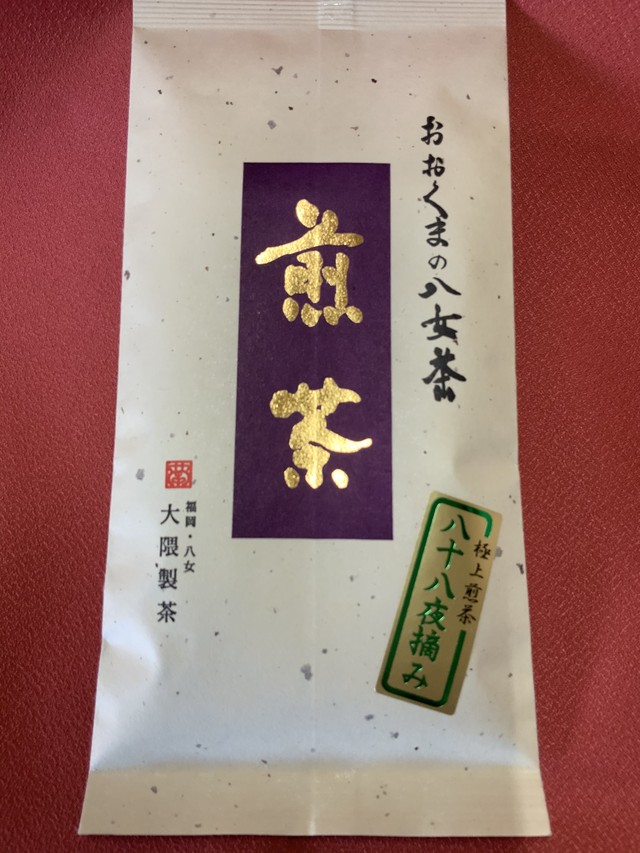 おおくまの八女茶
煎茶
極上煎茶
八十八夜摘み
茶
福岡・八女
大隈製茶